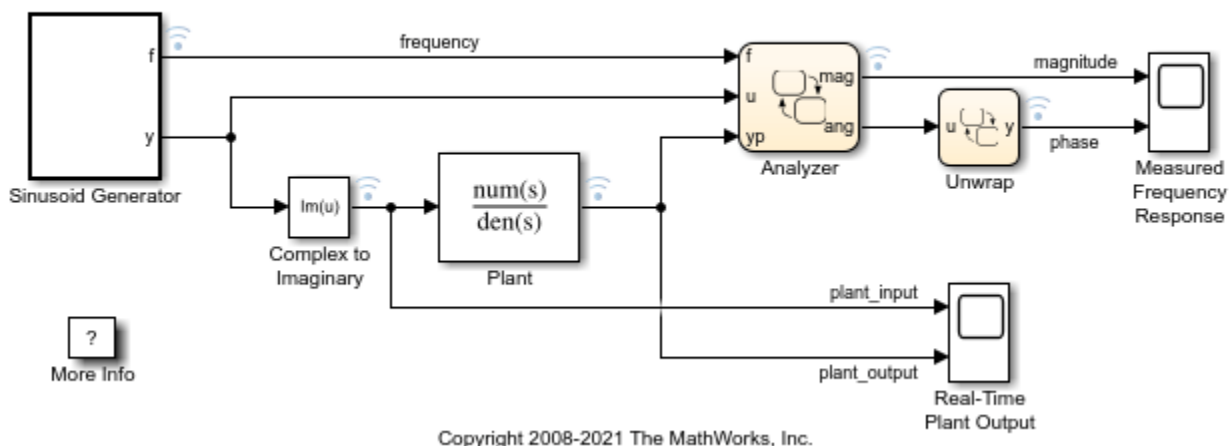 f
frequency
f
mag
magnitude
u
y
yp
ang
u
y
phase
Sinusoid Generator
Analyzer
Unwrap
Measured
Frequency
Response
Im(u)
num(s)
den(s)
Complex to
Imaginary
Plant
plant_input
?
More Info
plant_output
Real-Time
Plant Output
Copyright 2008-2021 The MathWorks, Inc.